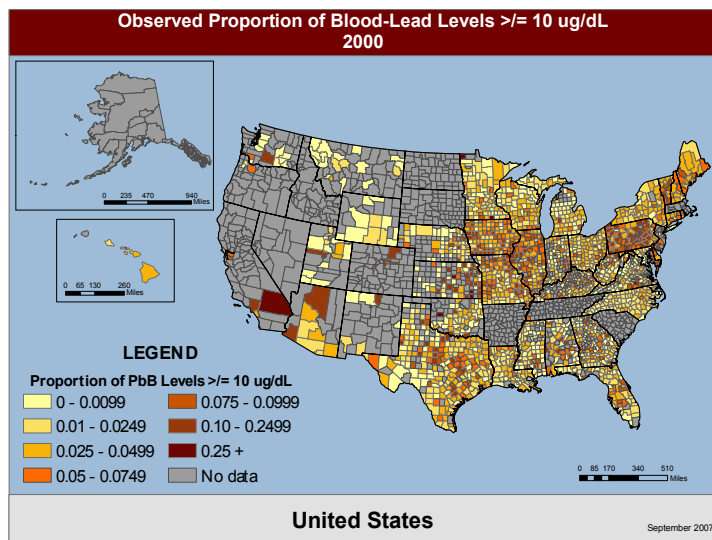 Observed Proportion of Blood-Lead Levels >/= 10 ug/dL
2000
0 235 470 940
Miles
0 65 130 260
Miles
LEGEND
Proportion of PbB Levels >/= 10 ug/dL
0 - 0.0099
0.01 - 0.0249
0.025 - 0.0499
0.05 - 0.0749
0.075 - 0.0999
0.10 - 0.2499
0.25 +
No data
0 85 170 340 510
Miles
United States
September 2007